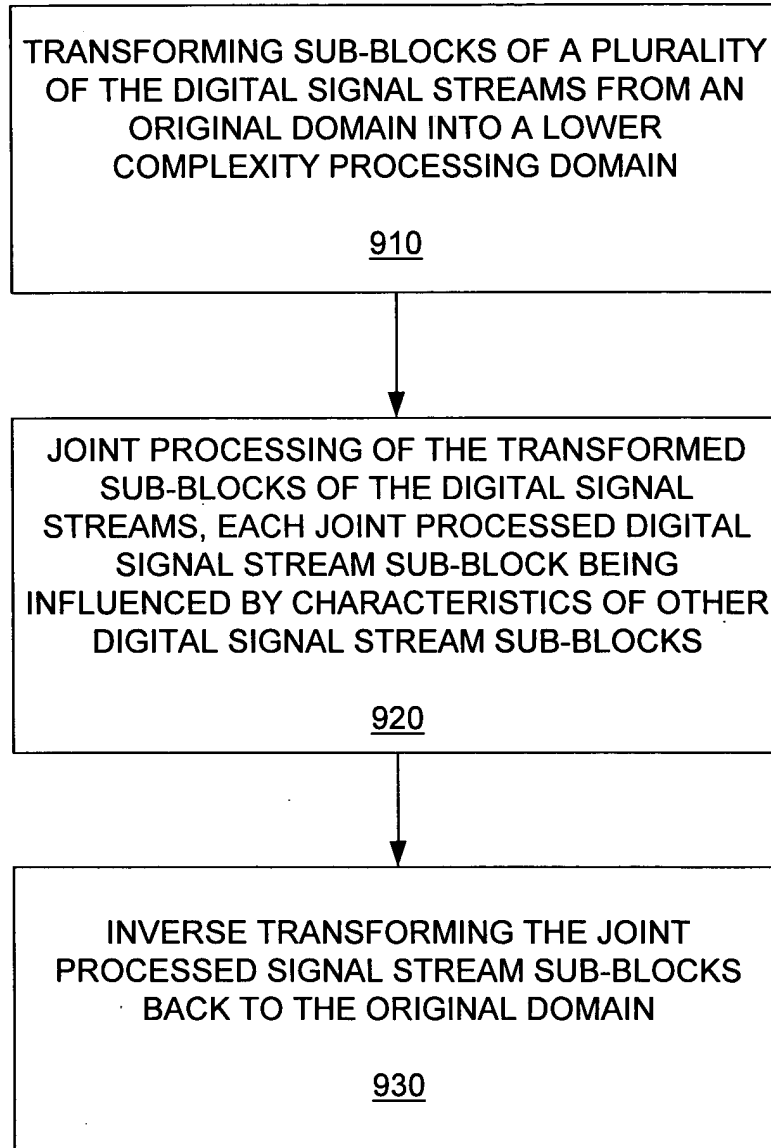 TRANSFORMING SUB-BLOCKS OF A PLURALITY
OF THE DIGITAL SIGNAL STREAMS FROM AN
ORIGINAL DOMAIN INTO A LOWER
COMPLEXITY PROCESSING DOMAIN
910
JOINT PROCESSING OF THE TRANSFORMED
SUB-BLOCKS OF THE DIGITAL SIGNAL
STREAMS, EACH JOINT PROCESSED DIGITAL
SIGNAL STREAM SUB-BLOCK BEING
INFLUENCED BY CHARACTERISTICS OF OTHER
DIGITAL SIGNAL STREAM SUB-BLOCKS
920
INVERSE TRANSFORMING THE JOINT
PROCESSED SIGNAL STREAM SUB-BLOCKS
BACK TO THE ORIGINAL DOMAIN
930